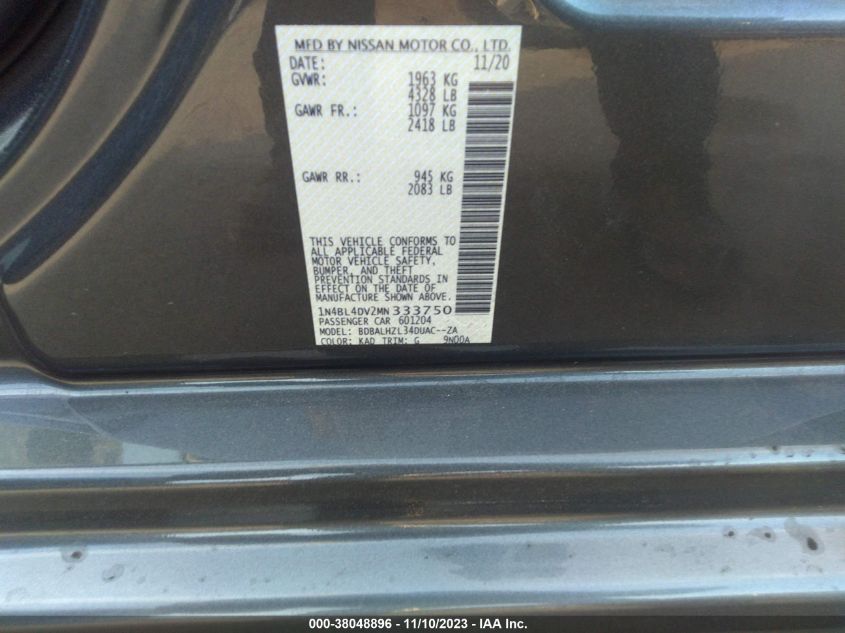 MFD BY NISSAN MOTOR CO., LTD.
DATE: 11/20
GVWR: 1963 KG
4328 LB
GAWR FR.: 1097 KG
2418 LB
GAWR RR.: 945 KG
2083 LB
THIS VEHICLE CONFORMS TO
ALL APPLICABLE FEDERAL
MOTOR VEHICLE SAFETY,
BUMPER, AND THEFT
PREVENTION STANDARDS IN
EFFECT ON THE DATE OF
MANUFACTURE SHOWN ABOVE.
1N4BL4DV2MN333750
PASSENGER CAR 601204
MODEL: BDBALHZL34DUAC--ZA
COLOR: KAD TRIM: G 9N00A
000-38048896 - 11/10/2023 - IAA Inc.